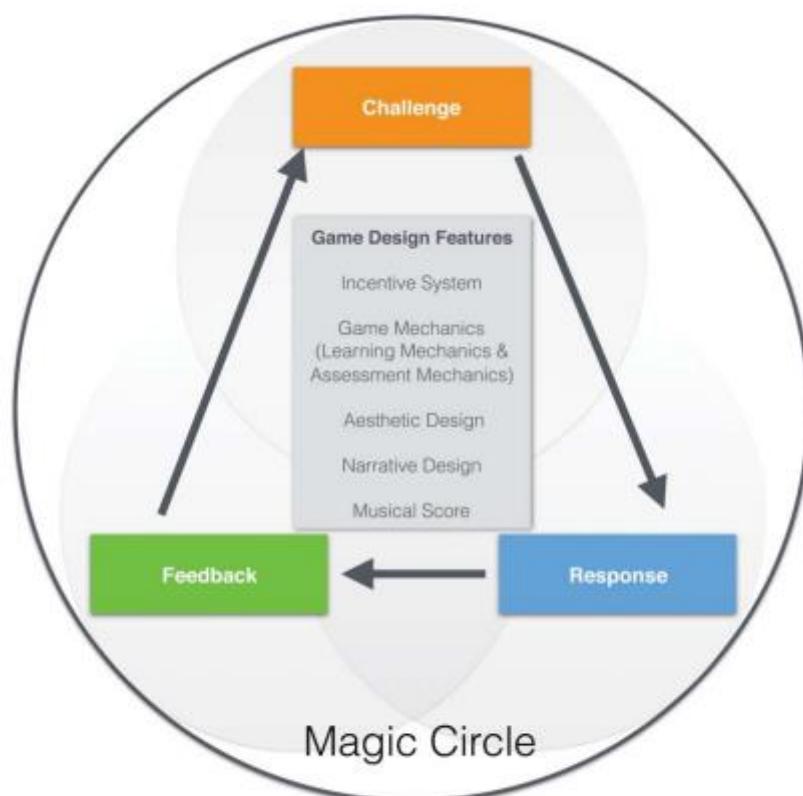 Challenge
Game Design Features
Incentive System
Game Mechanics
(Learning Mechanics &
Assessment Mechanics)
Aesthetic Design
Narrative Design
Musical Score
Feedback
Response
Magic Circle